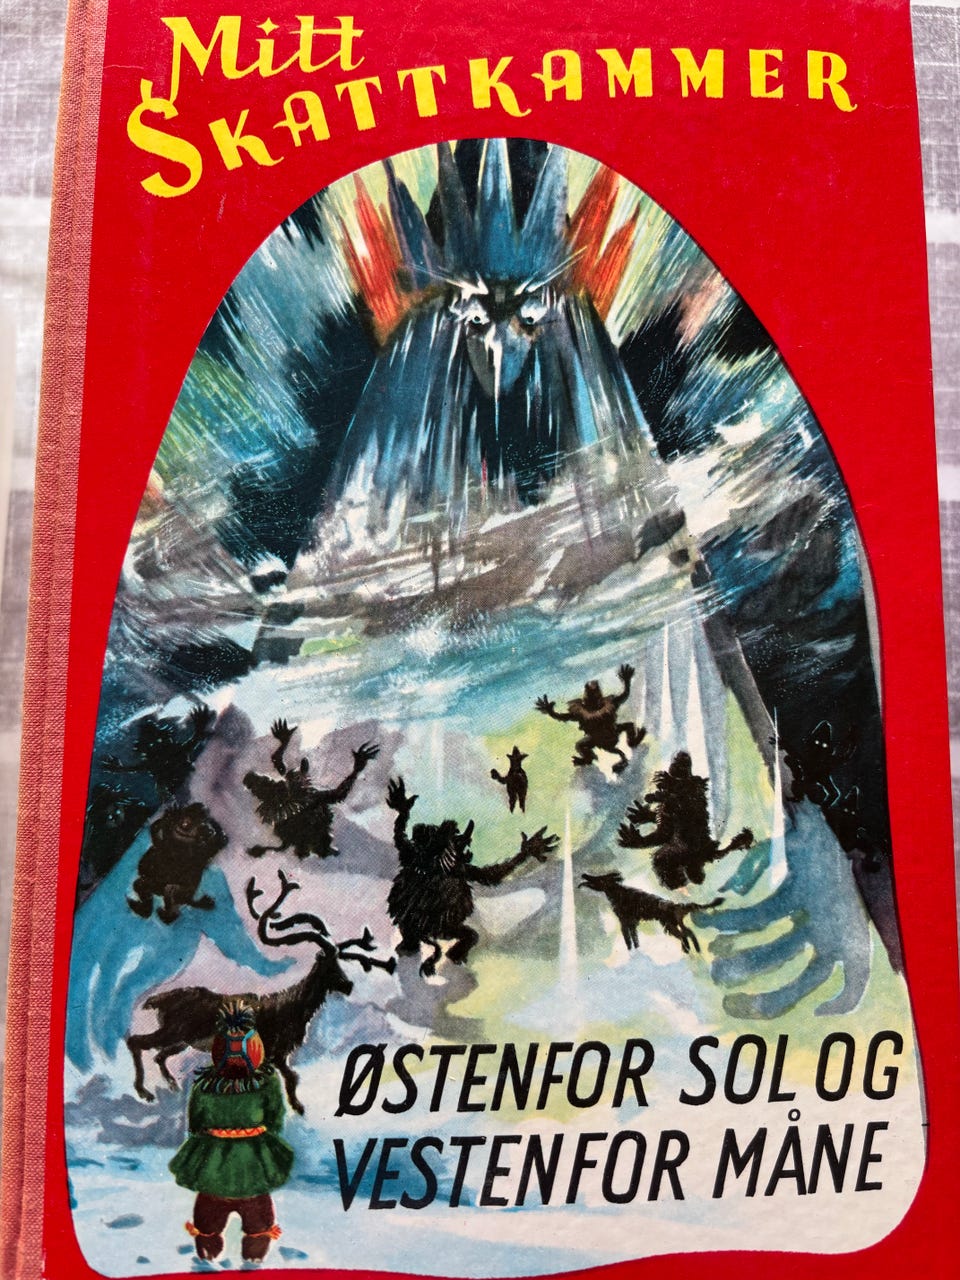 Mitt
SKATTKAMMER
ØSTENFOR SOL OG
VESTENFOR MÅNE